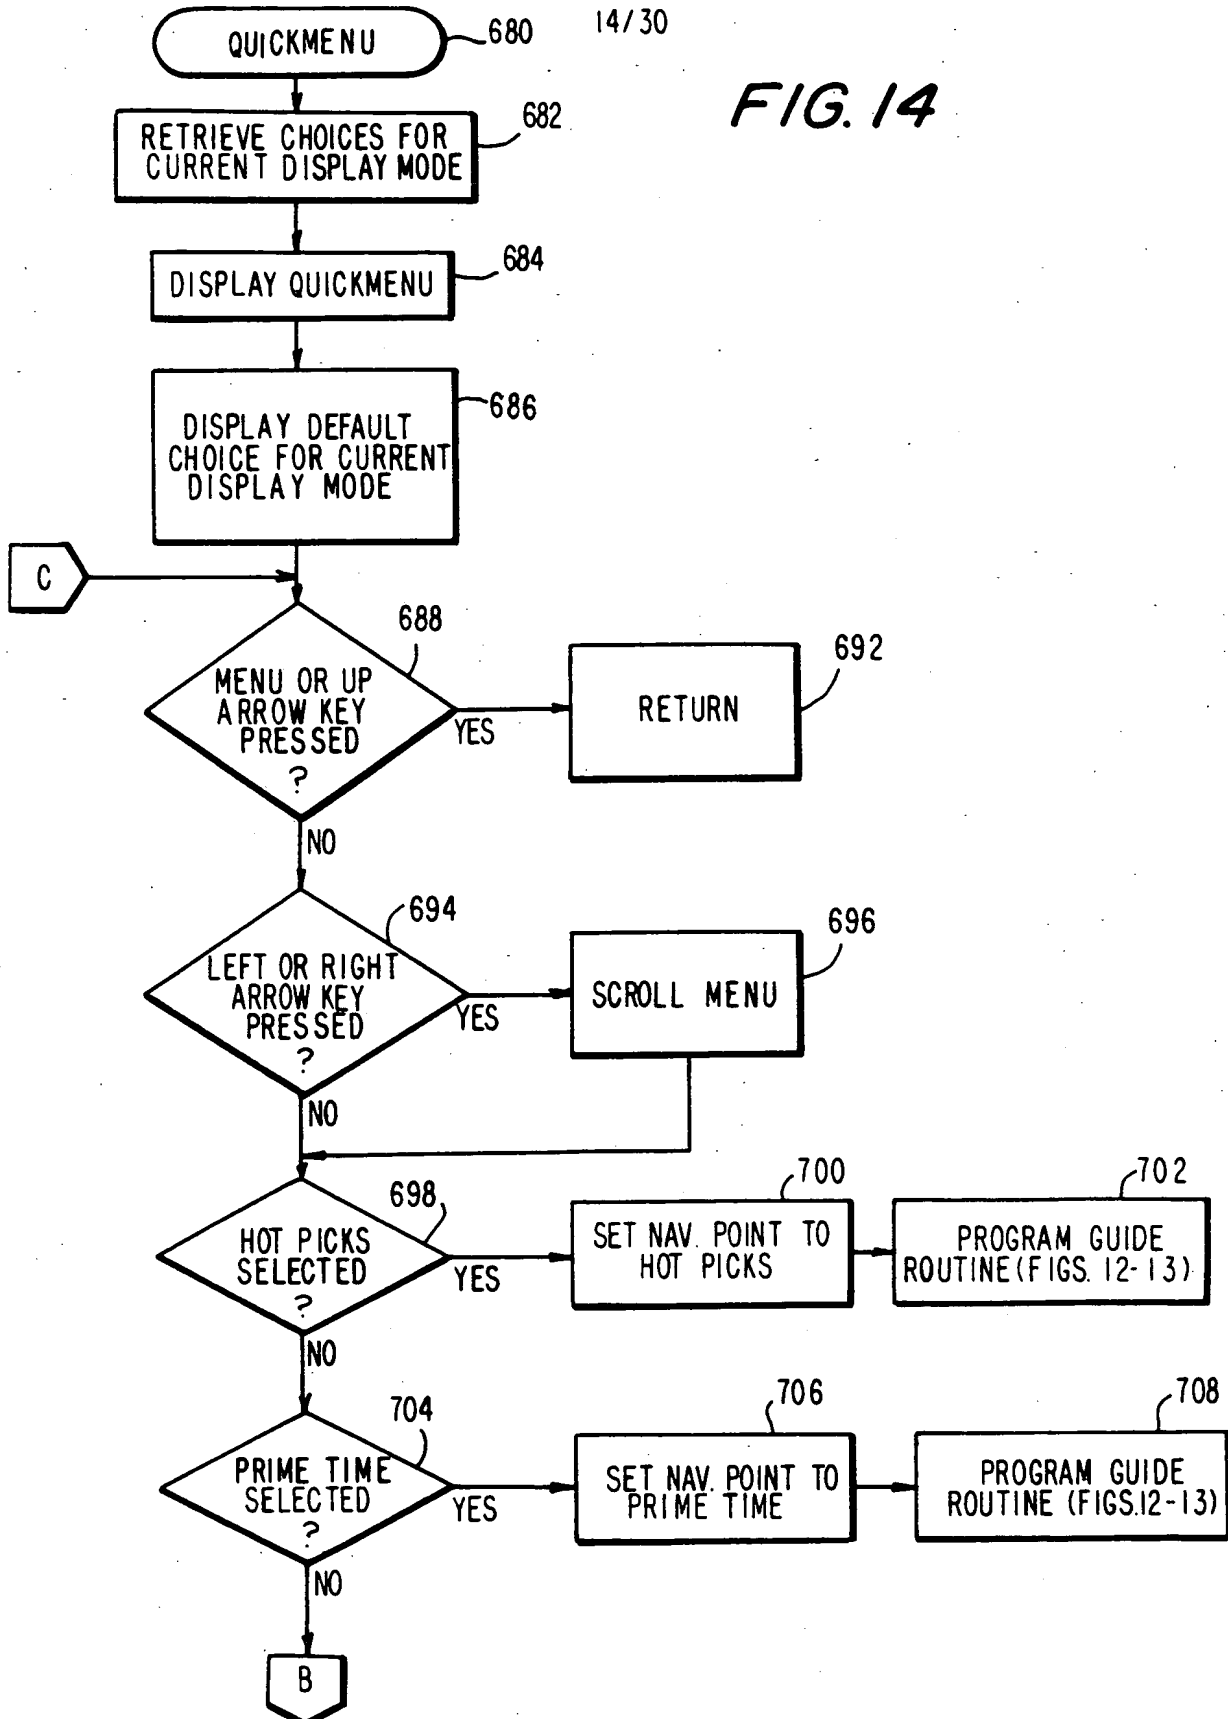 QUICKMENU
680
14/30
FIG. 14
682
RETRIEVE CHOICES FOR
CURRENT DISPLAY MODE
684
DISPLAY QUICKMENU
686
DISPLAY DEFAULT
CHOICE FOR CURRENT
DISPLAY MODE
C
688
MENU OR UP
ARROW KEY
PRESSED
?
YES
692
RETURN
NO
694
LEFT OR RIGHT
ARROW KEY
PRESSED
?
YES
696
SCROLL MENU
NO
698
HOT PICKS
SELECTED
?
YES
700
SET NAV. POINT TO
HOT PICKS
702
PROGRAM GUIDE
ROUTINE (FIGS. 12-13)
NO
704
PRIME TIME
SELECTED
?
YES
706
SET NAV. POINT TO
PRIME TIME
708
PROGRAM GUIDE
ROUTINE (FIGS.12-13)
NO
B